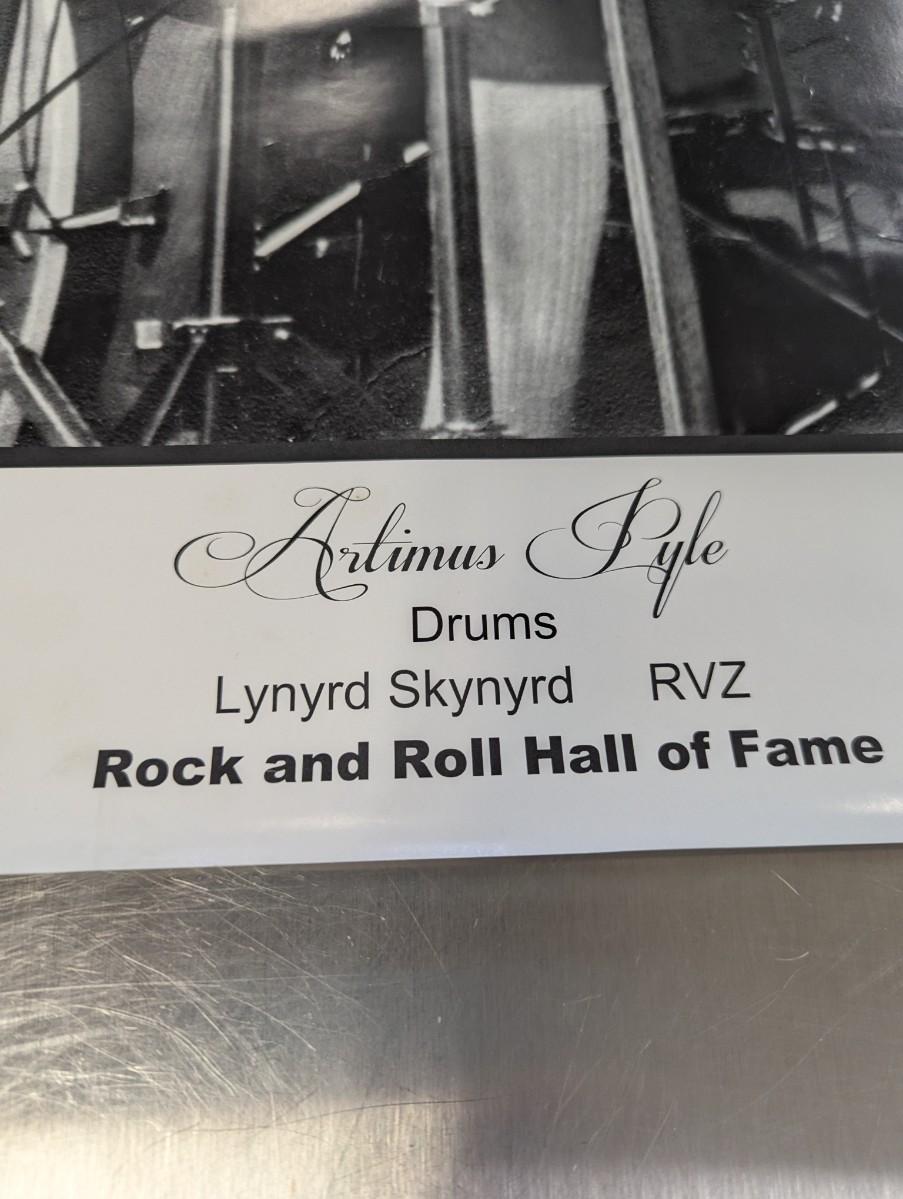 Artimus Pyle
Drums
Lynyrd Skynyrd RVZ
Rock and Roll Hall of Fame